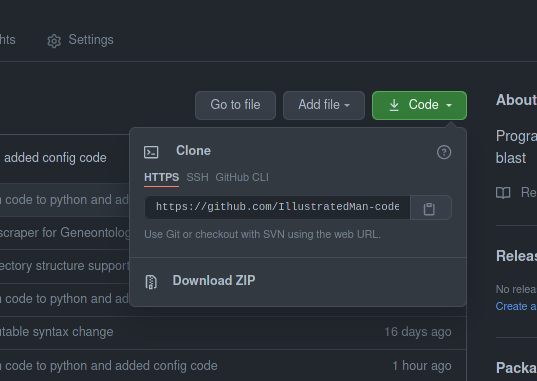 Settings
Go to file
Add file
Code
About
Progra
blast
added config code
Clone
HTTPS SSH GitHub CLI
https://github.com/IllustratedMan-code
Use Git or checkout with SVN using the web URL.
Download ZIP
code to python and ad
scraper for Geneontolog
ectory structure support
code to python and ad
utable syntax change 16 days ago
code to python and added config code 1 hour ago
Re
Releas
No relea
Create a
Packa